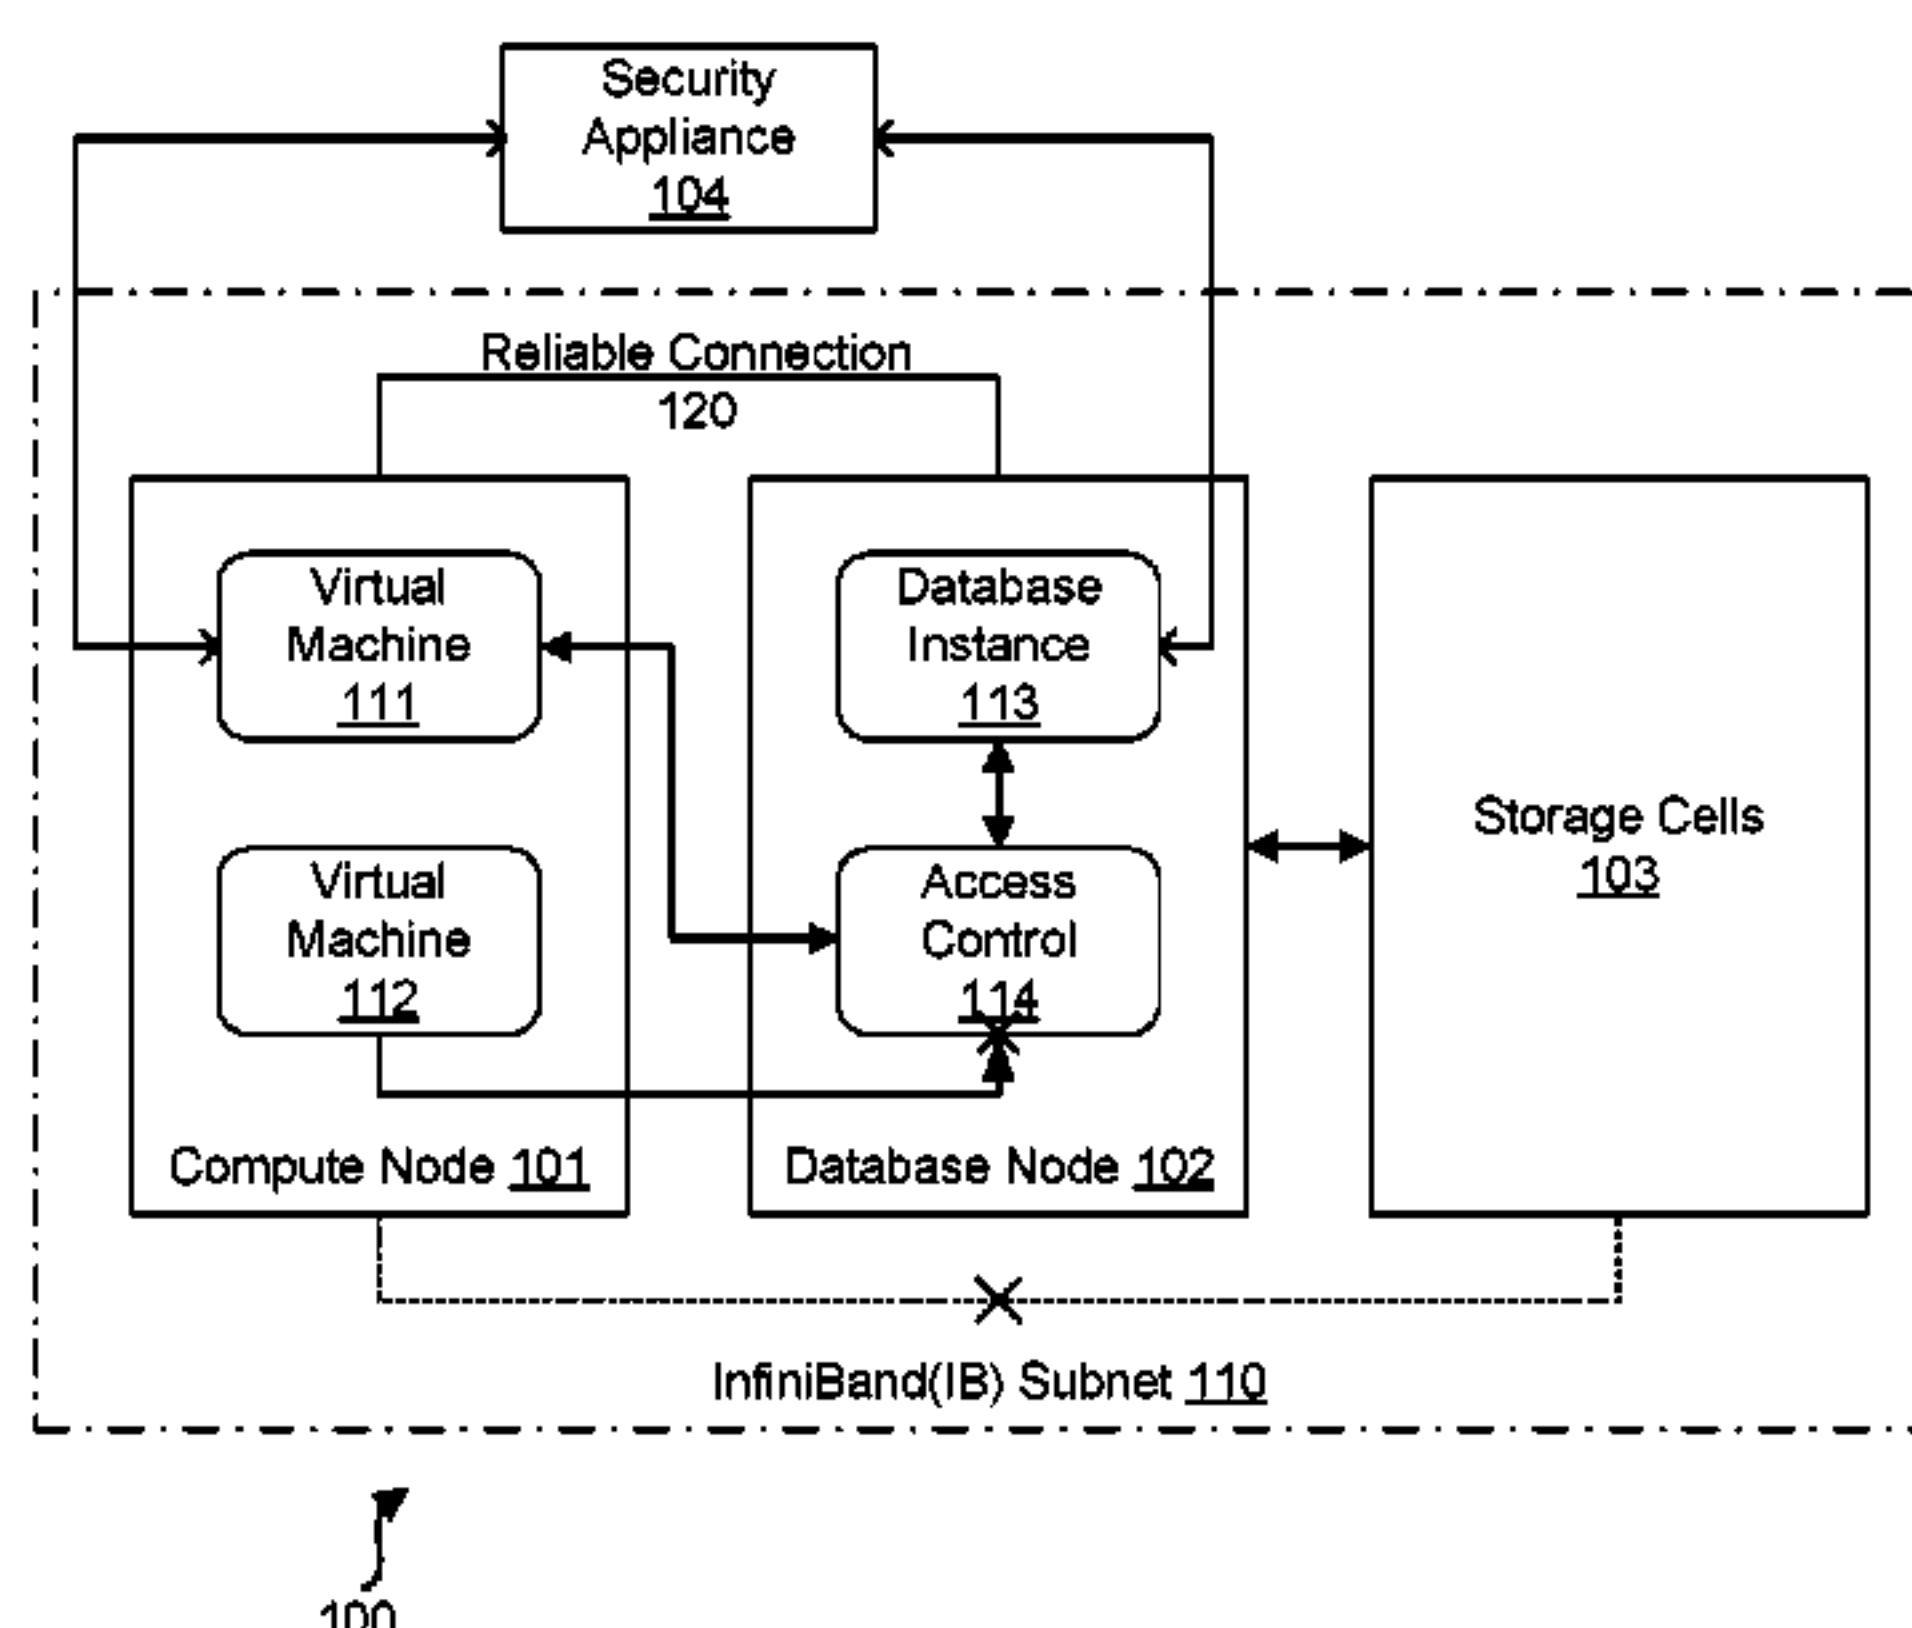 Security
Appliance
104
Reliable Connection
120
Virtual
Machine
111
Database
Instance
113
Storage Cells
103
Virtual
Machine
112
Access
Control
114
Compute Node 101
Database Node 102
InfiniBand(IB) Subnet 110
100